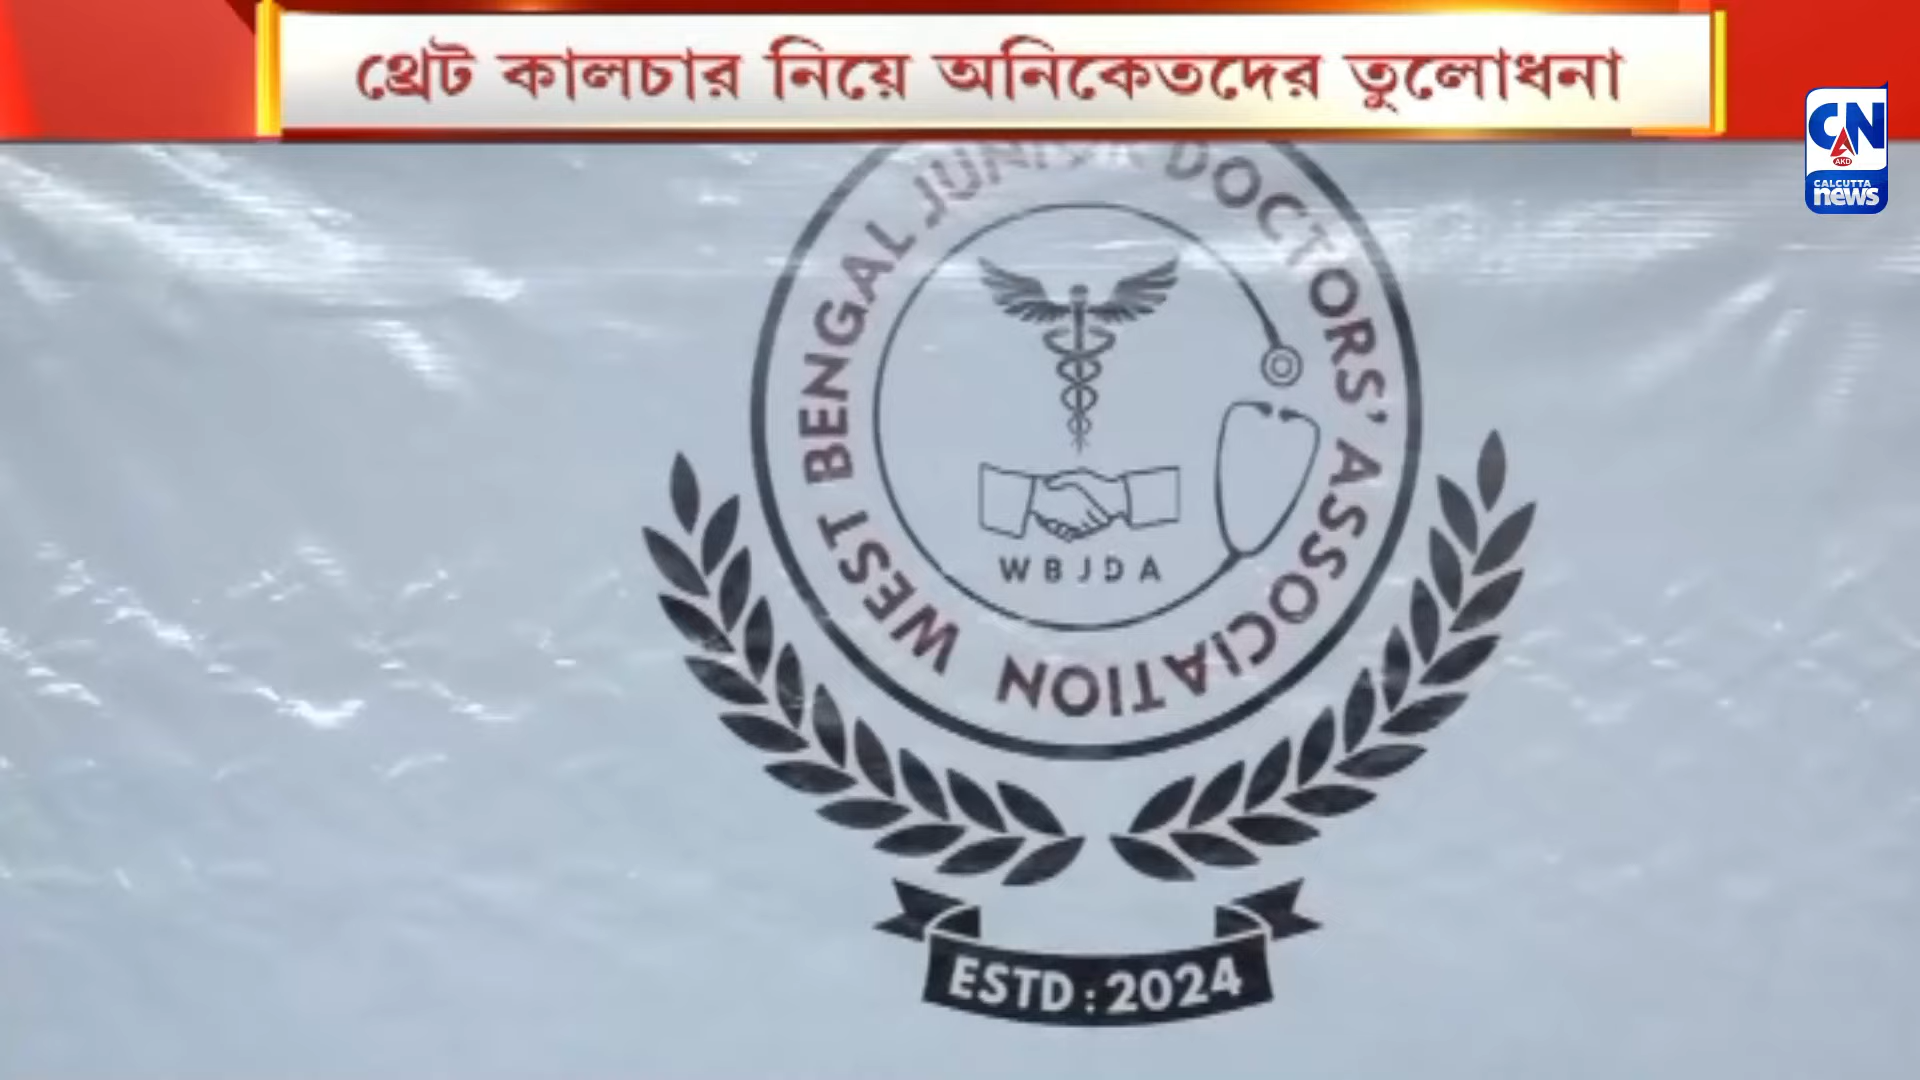 থ্রেট কালচার নিয়ে অনিকেতদের তুলোধনা
CN
AKD
CALCUTTA
news
WEST BENGAL JUNIOR DOCTORS' ASSOCIATION
WBJDA
ESTD : 2024